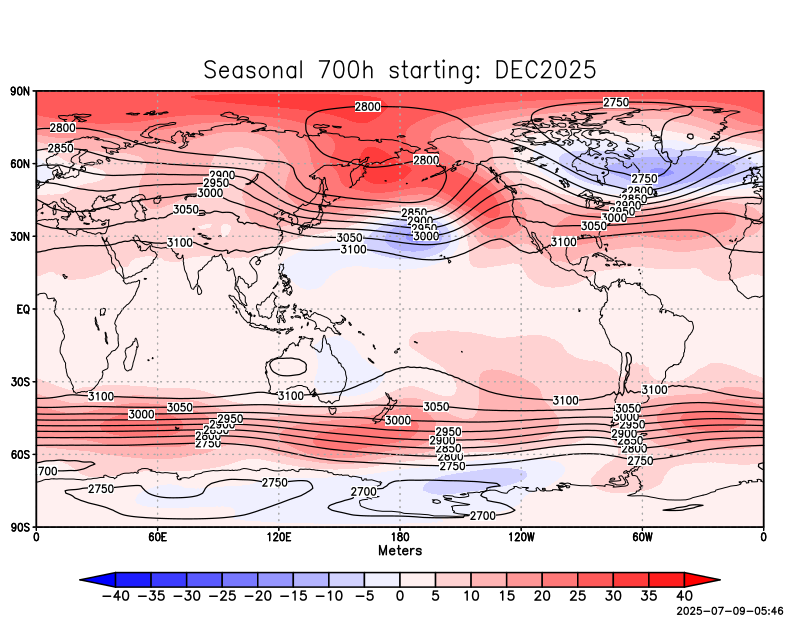 Seasonal 700h starting: DEC2025
90N
2800 2750
2800
2850
60N 2800
2900 2750
2950 2800
3000 2850
2900
3050 2850 2950
2900 3000
2950 3050
30N 3050 3000
3100 3100 3100
EQ
30S
3100 3100 3100 3100
3050 3050 3050
3000 3000 3000
2950 2950 2950
2900 2900 2900
2850 2850 2850
2800 2800 2800
2750 2750 2750
60S
700
2750 2750 2700
2700
90S
0 60E 120E 180 120W 60W 0
Meters
−40 −35 −30 −25 −20 −15 −10 −5 0 5 10 15 20 25 30 35 40
2025-07-09-05:46